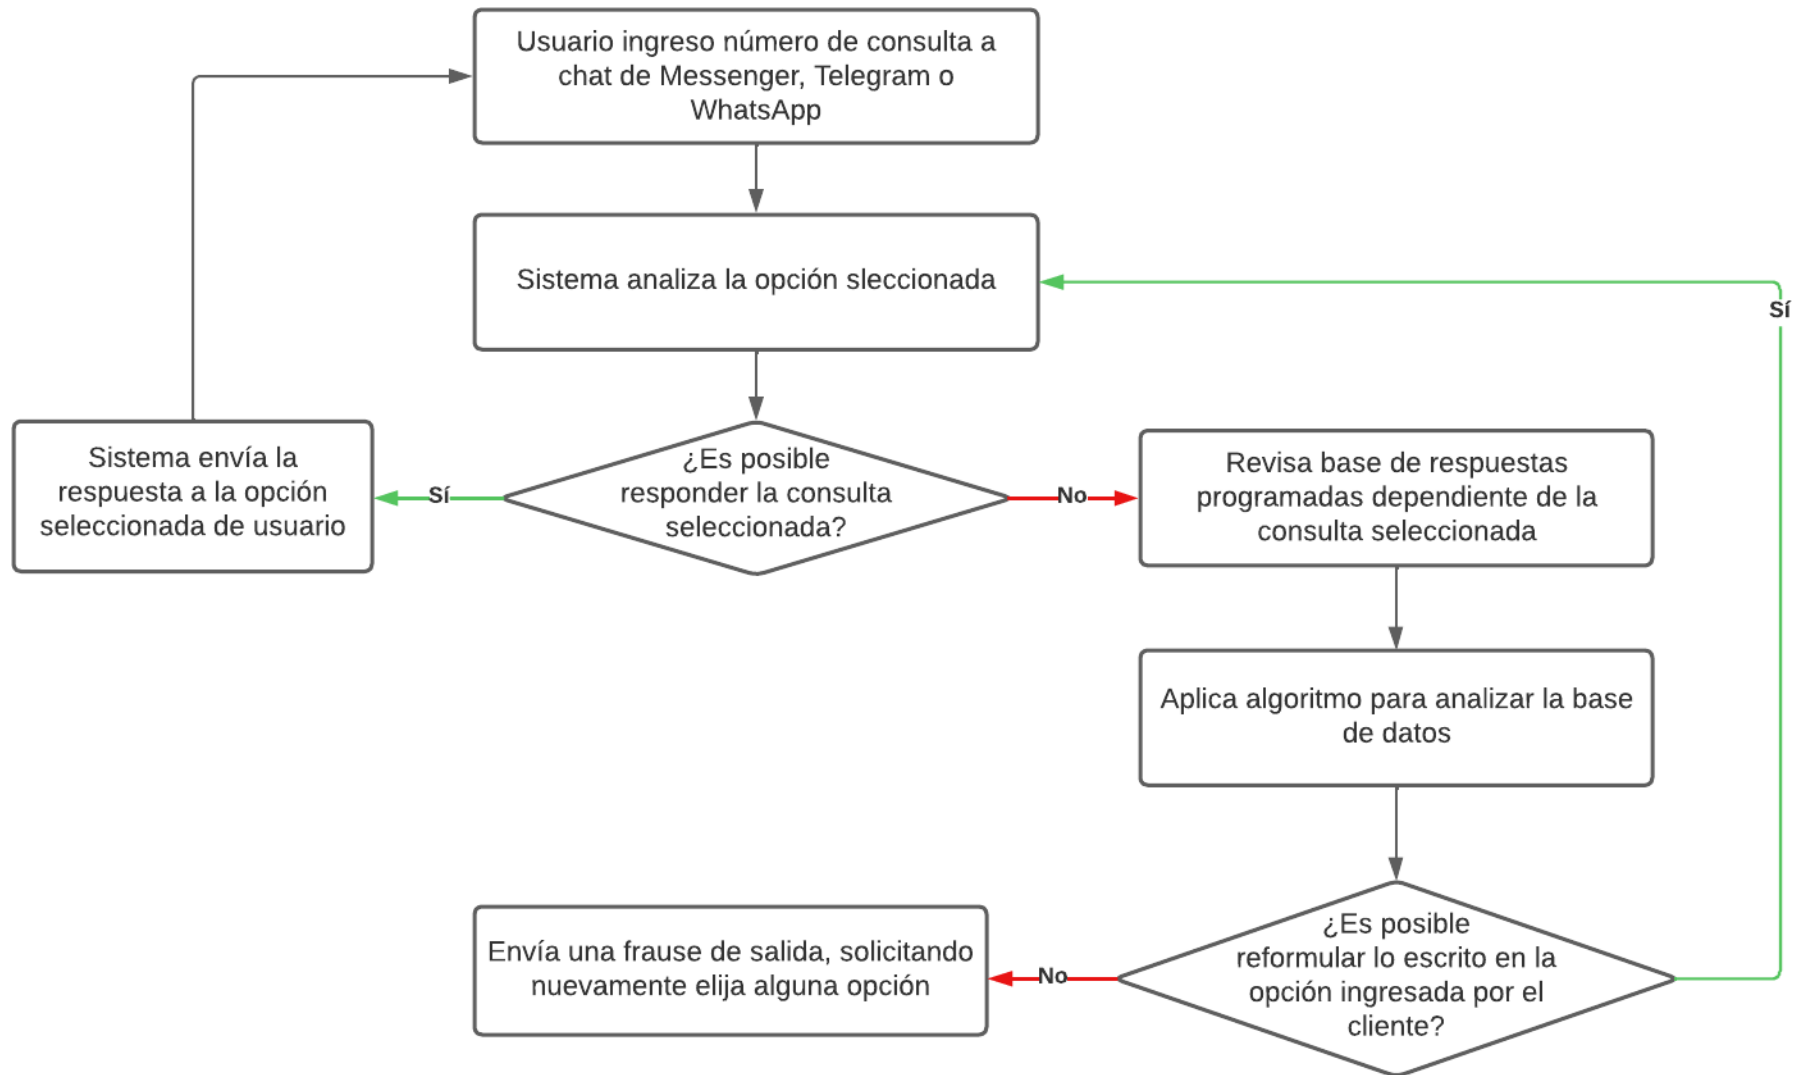 Usuario ingreso número de consulta a
chat de Messenger, Telegram o
WhatsApp
Sistema analiza la opción sleccionada
Sí
Sistema envía la
respuesta a la opción
seleccionada de usuario
Sí
¿Es posible
responder la consulta
seleccionada?
No
Revisa base de respuestas
programadas dependiente de la
consulta seleccionada
Aplica algoritmo para analizar la base
de datos
Envía una frause de salida, solicitando
nuevamente elija alguna opción
No
¿Es posible
reformular lo escrito en la
opción ingresada por el
cliente?